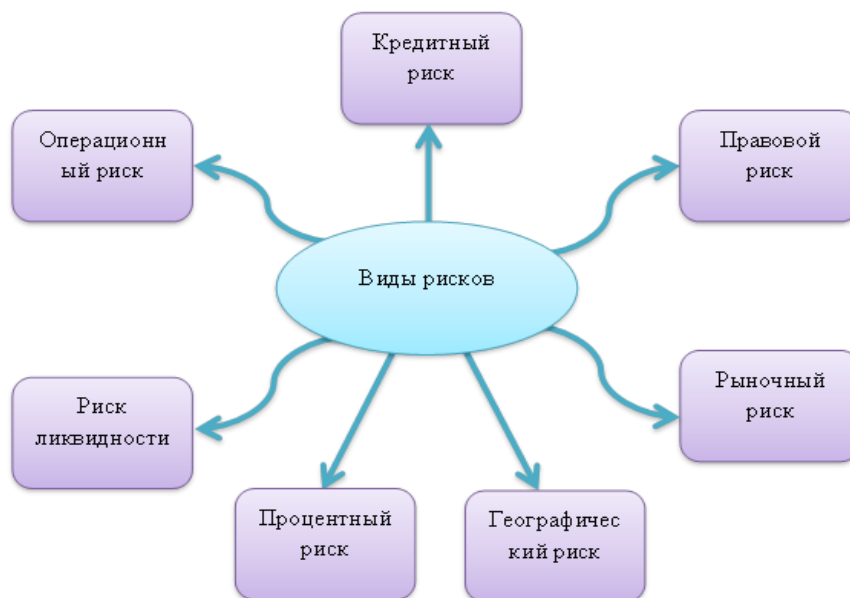 Кредитный
риск
Операционн
ый риск
Правовой
риск
Виды рисков
Риск
ликвидности
Рыночный
риск
Процентный
риск
Географичес
кий риск